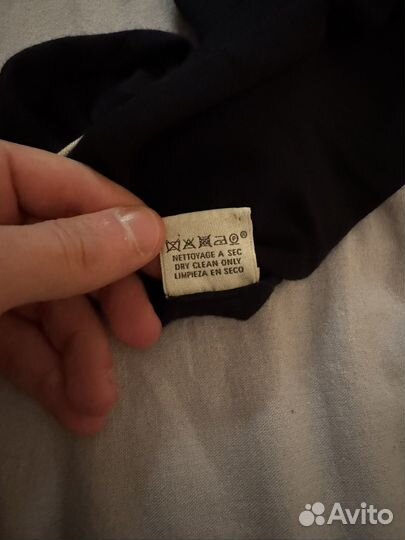 NETTOYAGE A SEC
DRY CLEAN ONLY
LIMPIEZA EN SECO
Avito